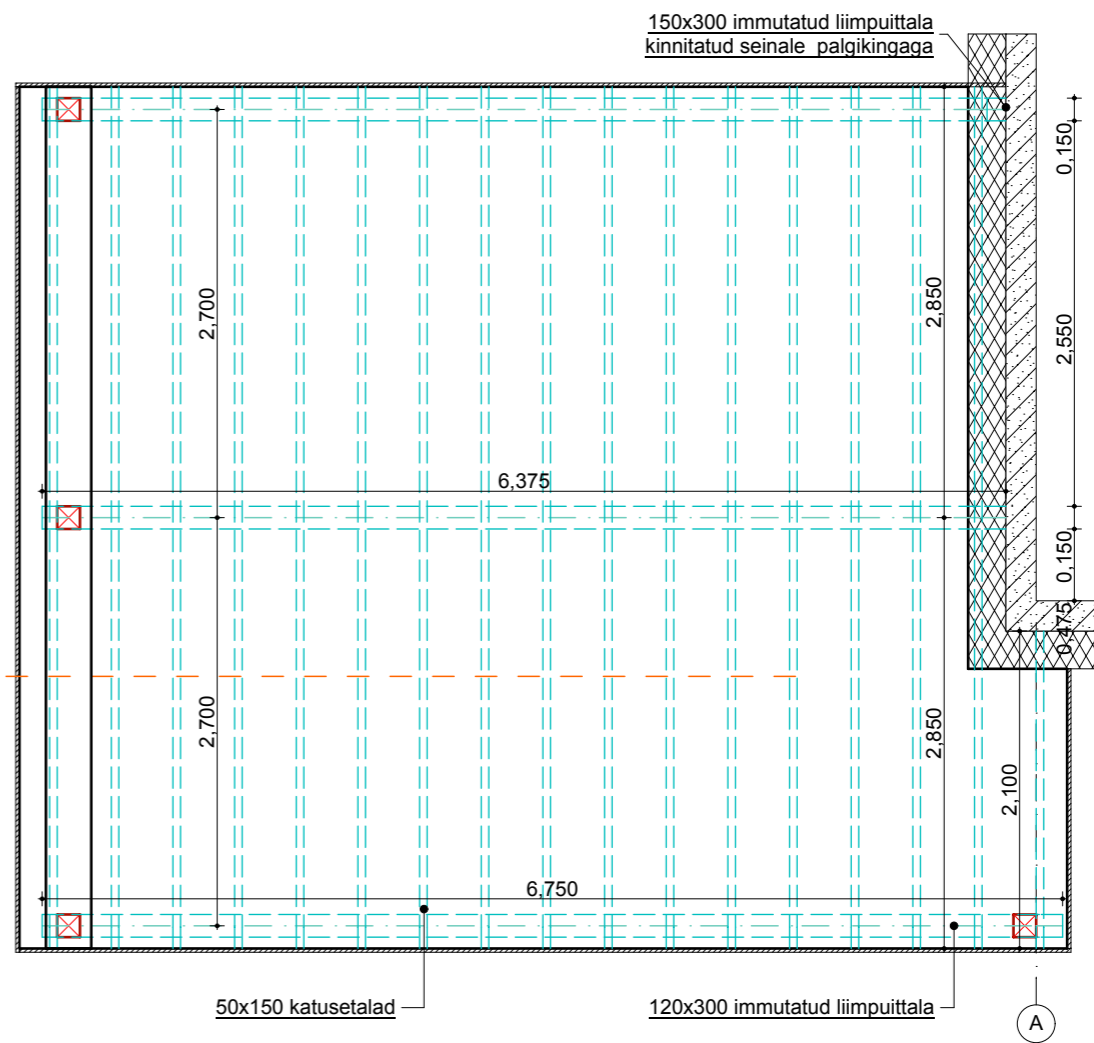 150x300 immutatud liimpuittala
kinnitatud seinale palgikingaga
0,150
2,700
2,850
2,550
6,375
0,150
0,475
2,700
2,850
2,100
6,750
50x150 katusetalad
120x300 immutatud liimpuittala
A